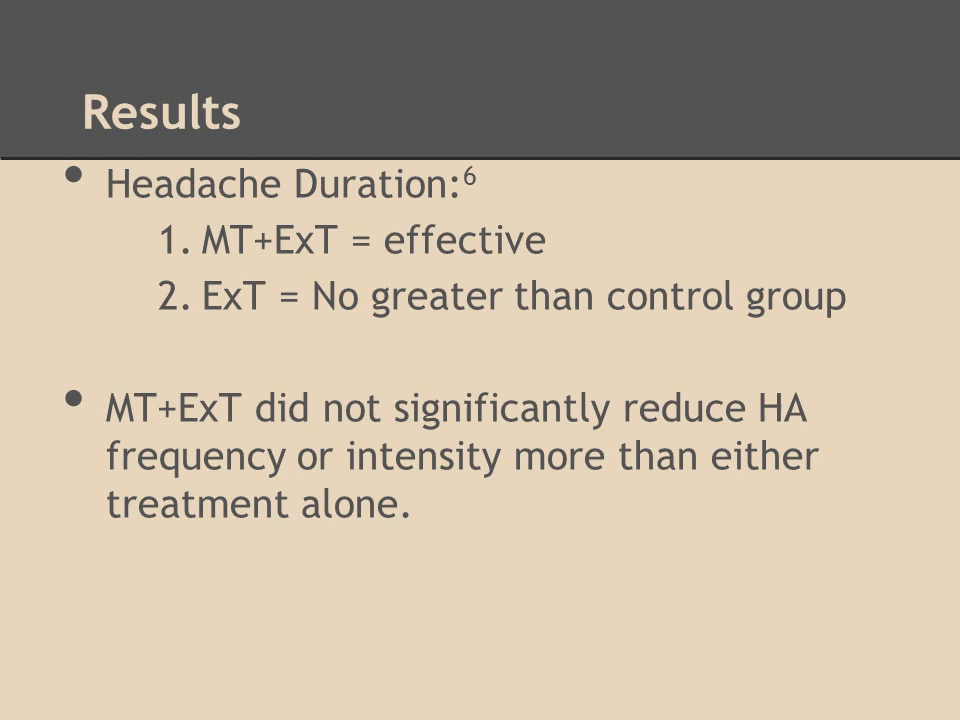 Results
• Headache Duration:⁶
1. MT+ExT = effective
2. ExT = No greater than control group
• MT+ExT did not significantly reduce HA
frequency or intensity more than either
treatment alone.